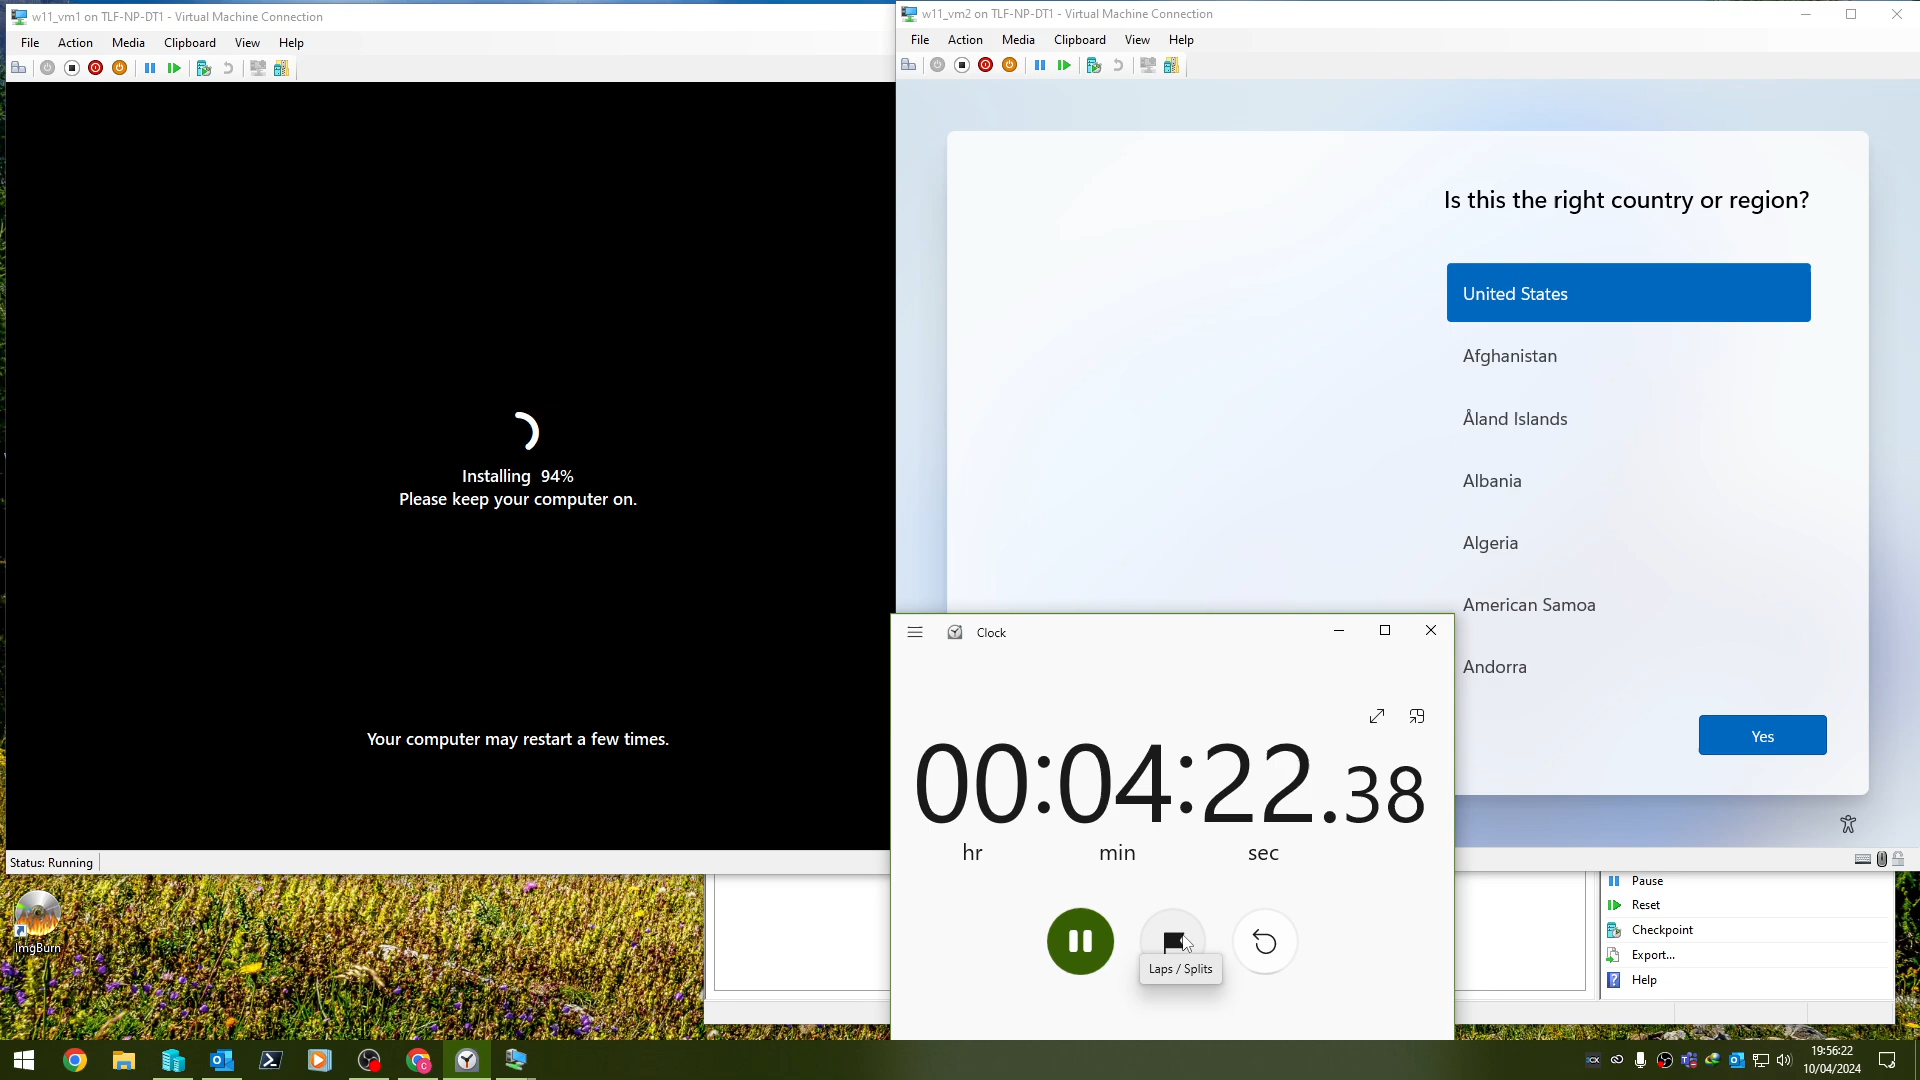 w11_vm1 on TLF-NP-DT1 - Virtual Machine Connection
File Action Media Clipboard View Help
Installing 94%
Please keep your computer on.
Your computer may restart a few times.
Status: Running
w11_vm2 on TLF-NP-DT1 - Virtual Machine Connection
File Action Media Clipboard View Help
Is this the right country or region?
United States
Afghanistan
Åland Islands
Albania
Algeria
American Samoa
Andorra
Yes
Clock
00:04:22.38
hr min sec
Laps / Splits
Pause
Reset
Checkpoint
Export...
Help
ImgBurn
19:56:22
10/04/2024